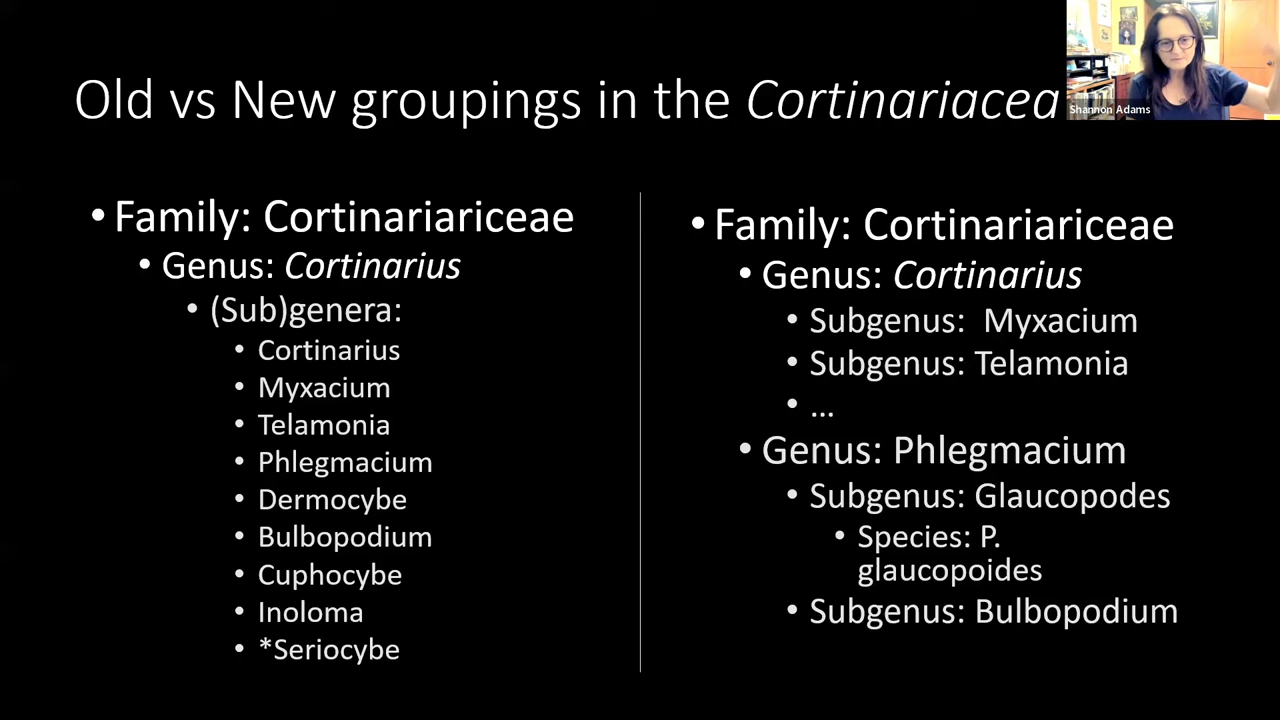 Old vs New groupings in the Cortinariacea
Shannon Adams
• Family: Cortinariariceae
• Genus: Cortinarius
• (Sub)genera:
• Cortinarius
• Myxacium
• Telamonia
• Phlegmacium
• Dermocybe
• Bulbopodium
• Cuphocybe
• Inoloma
• *Seriocybe
• Family: Cortinariariceae
• Genus: Cortinarius
• Subgenus: Myxacium
• Subgenus: Telamonia
• ...
• Genus: Phlegmacium
• Subgenus: Glaucopodes
• Species: P.
glaucopoides
• Subgenus: Bulbopodium